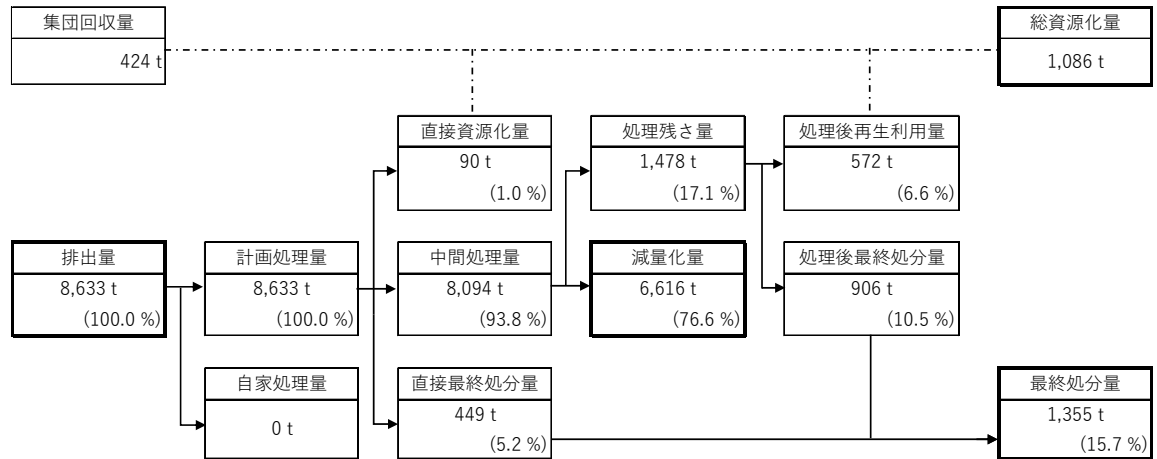 集団回収量
424 t
総資源化量
1,086 t
直接資源化量
90 t
(1.0 %)
処理残さ量
1,478 t
(17.1 %)
処理後再生利用量
572 t
(6.6 %)
排出量
8,633 t
(100.0 %)
計画処理量
8,633 t
(100.0 %)
中間処理量
8,094 t
(93.8 %)
減量化量
6,616 t
(76.6 %)
処理後最終処分量
906 t
(10.5 %)
自家処理量
0 t
直接最終処分量
449 t
(5.2 %)
最終処分量
1,355 t
(15.7 %)